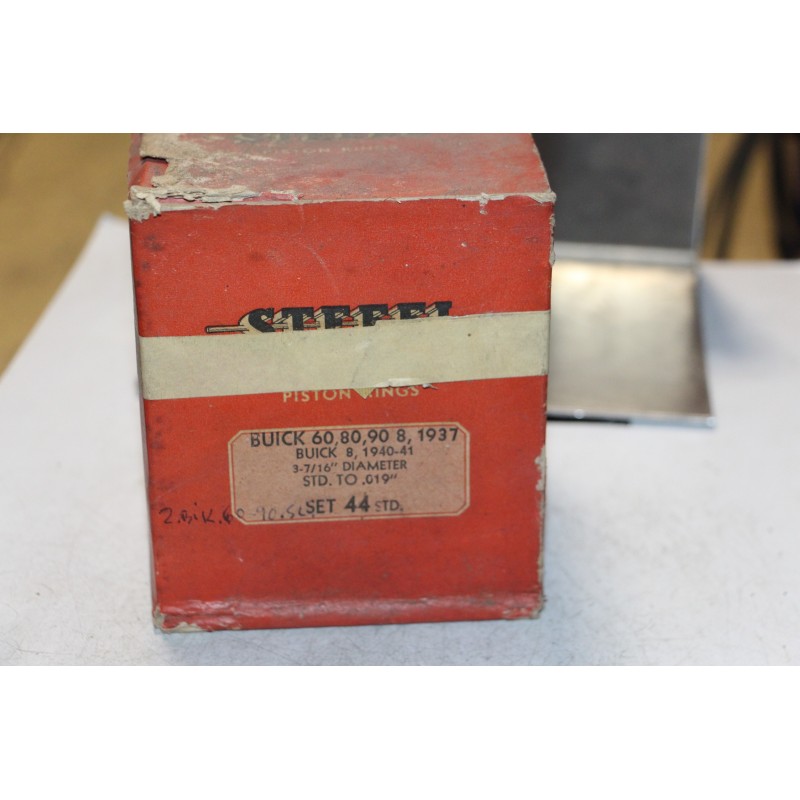 PISTON RINGS
BUICK 60,80,90 8, 1937
BUICK 8, 1940-41
3-7/16" DIAMETER
STD. TO .019"
SET 44 STD.